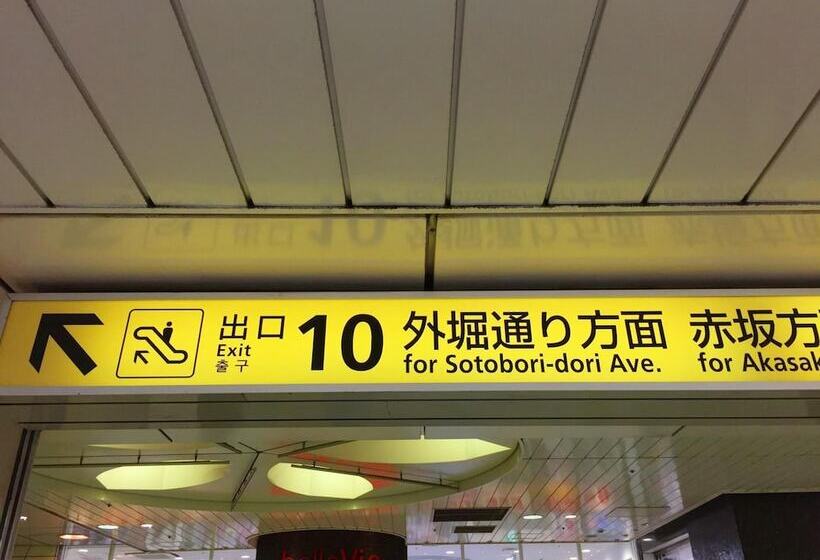 出口
Exit
출구
10
外堀通り方面
for Sotobori-dori Ave.
赤坂方
for
belleVie